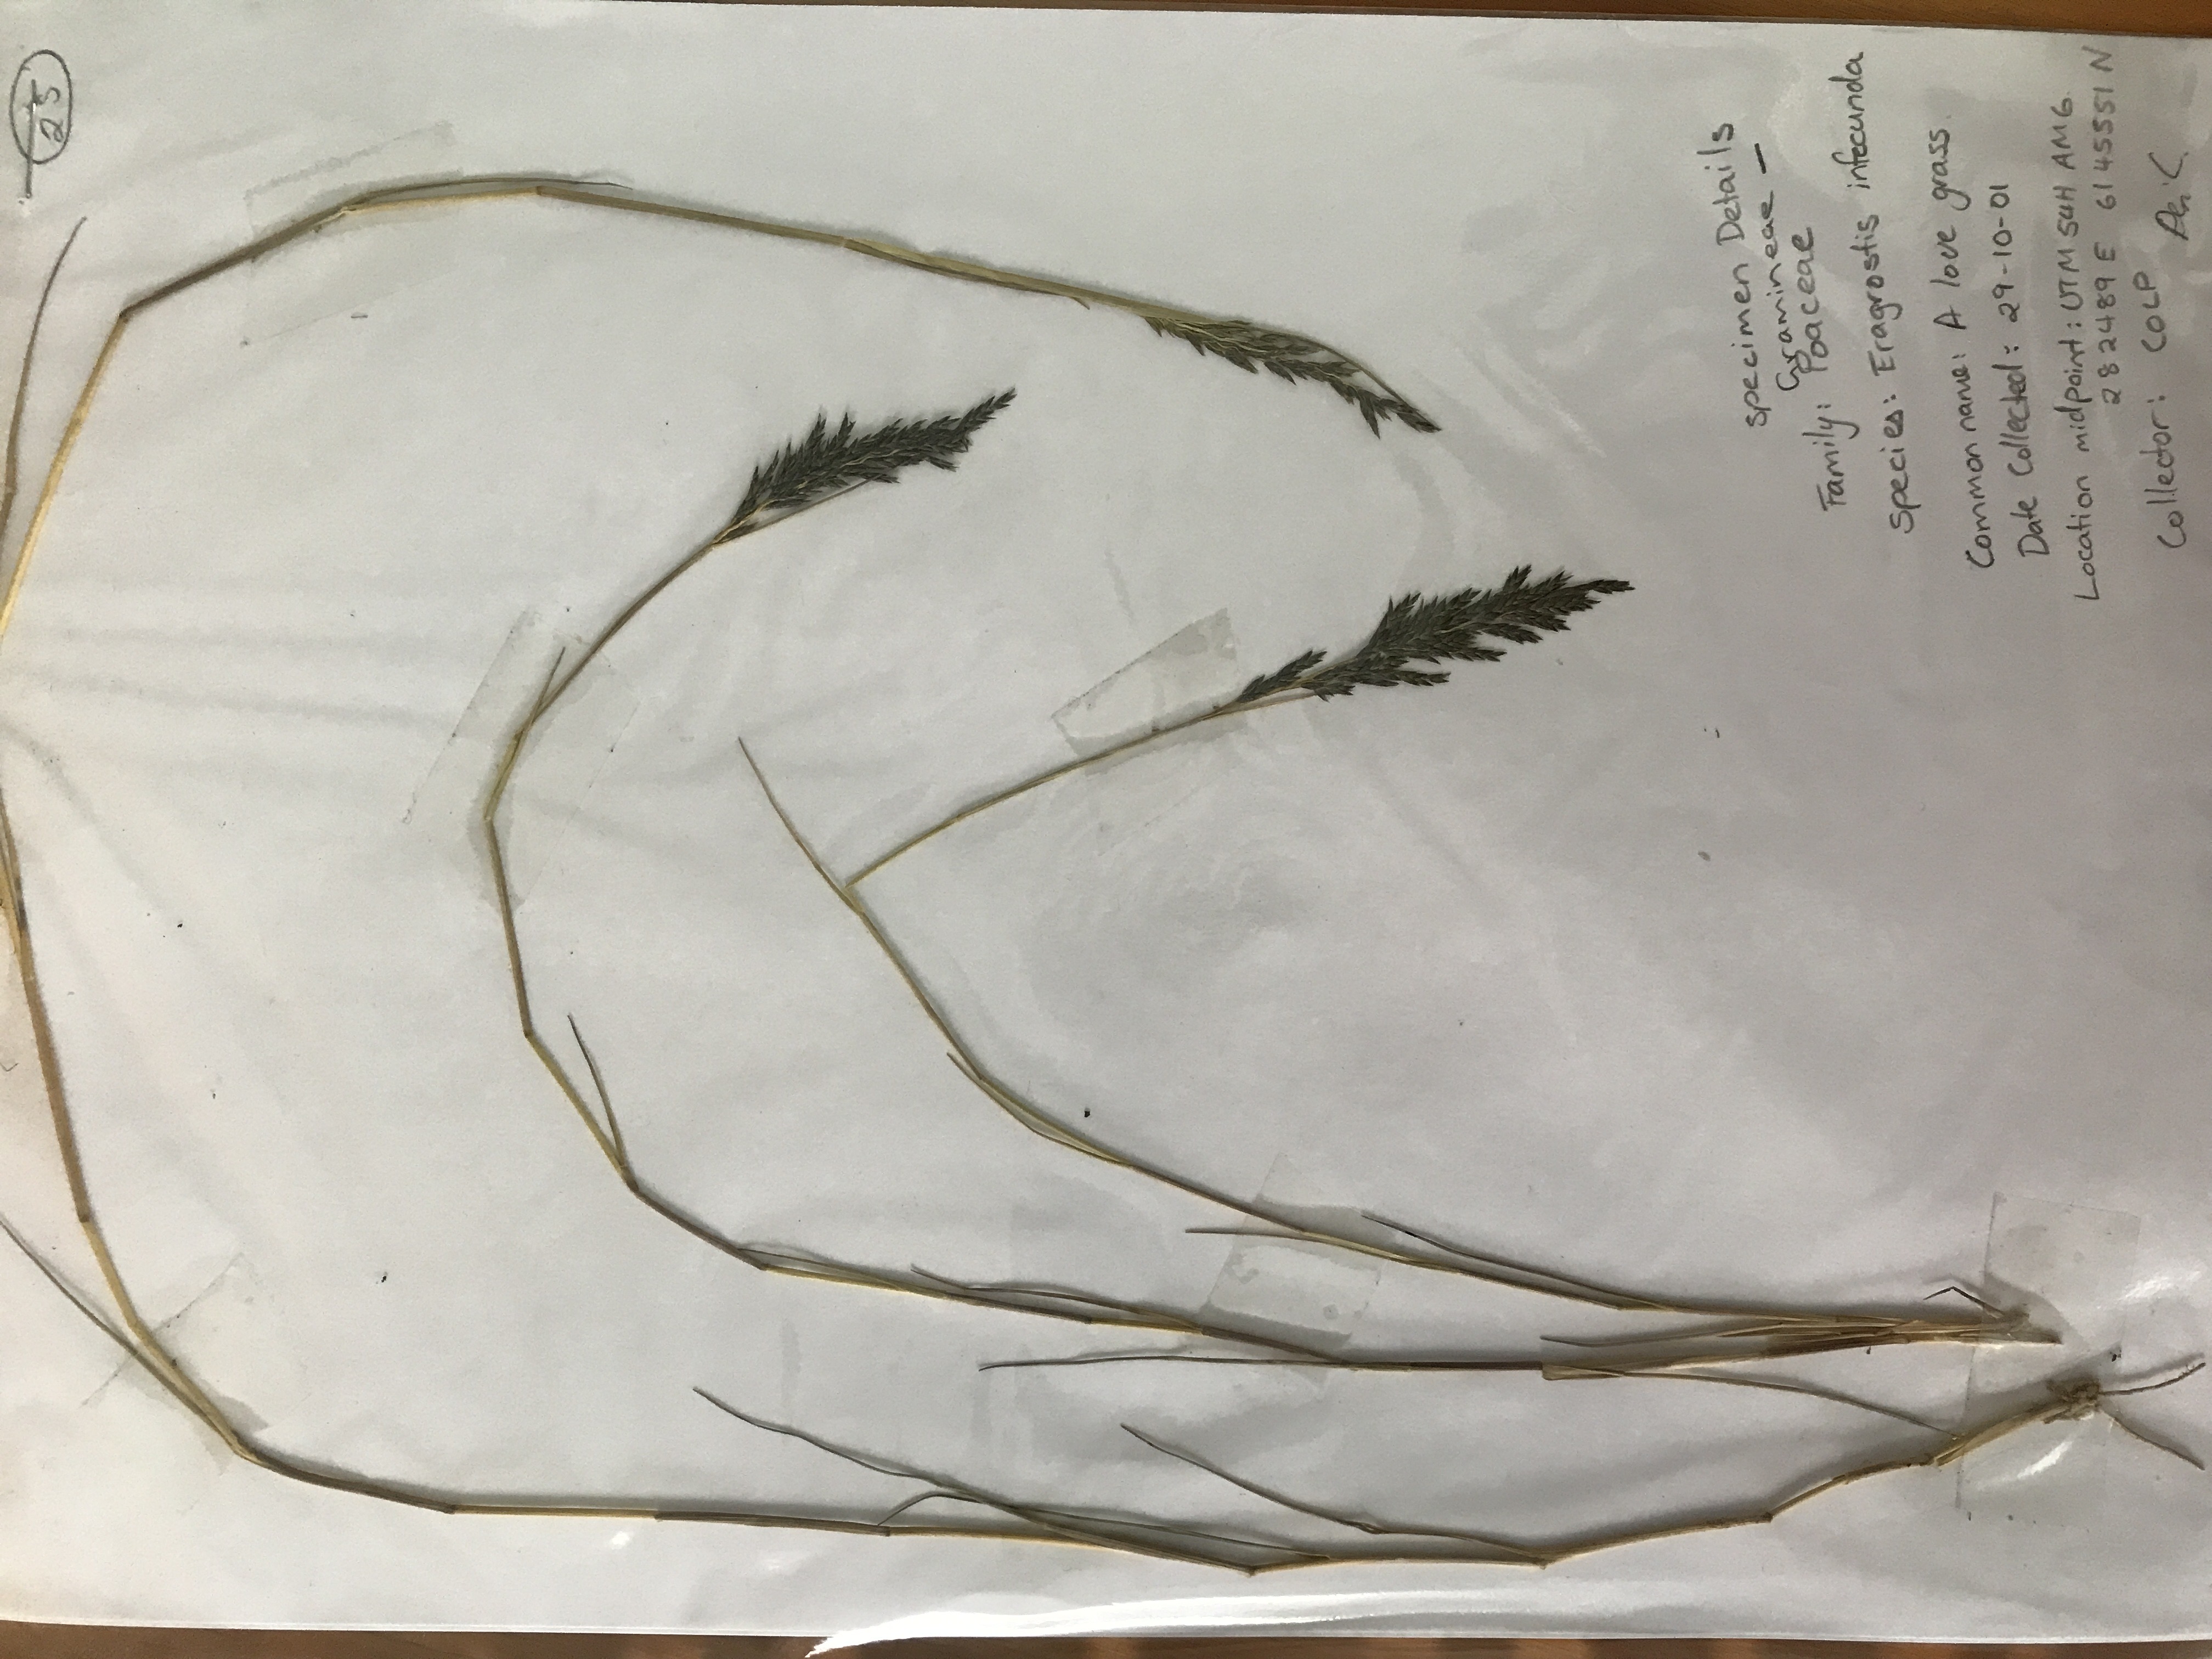 25
Specimen Details
Gramineae -
Family: Poaceae
Species: Eragrostis infecunda
Common name: A love grass.
Date Collected: 29-10-01
Location midpoint: UTM 54H AMG
282489 E 6145551 N
Collector: COLP